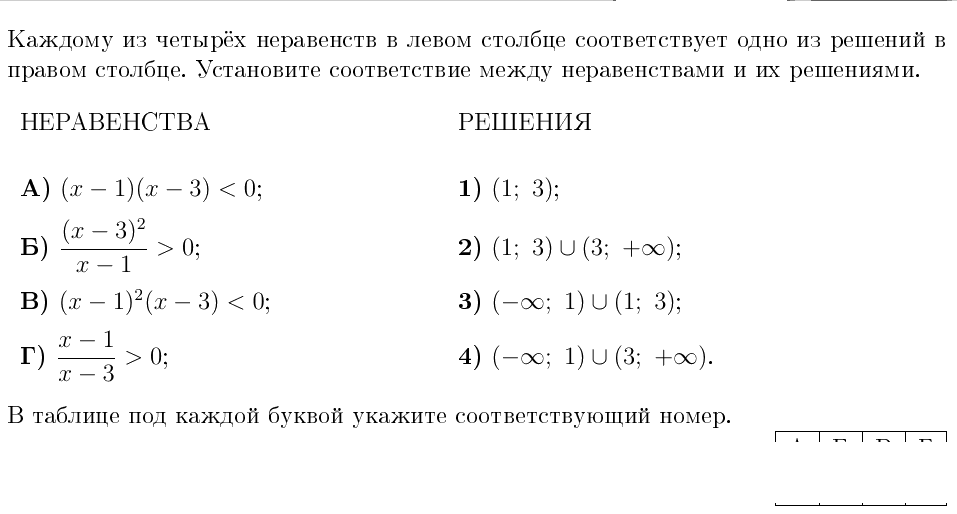 Каждому из четырёх неравенств в левом столбце соответствует одно из решений в
правом столбце. Установите соответствие между неравенствами и их решениями.
НЕРАВЕНСТВА РЕШЕНИЯ
А) (x − 1)(x − 3) < 0; 1) (1; 3);
Б) (x − 3)²/(x − 1) > 0; 2) (1; 3) ∪ (3; +∞);
В) (x − 1)²(x − 3) < 0; 3) (−∞; 1) ∪ (1; 3);
Г) (x − 1)/(x − 3) > 0; 4) (−∞; 1) ∪ (3; +∞).
В таблице под каждой буквой укажите соответствующий номер.